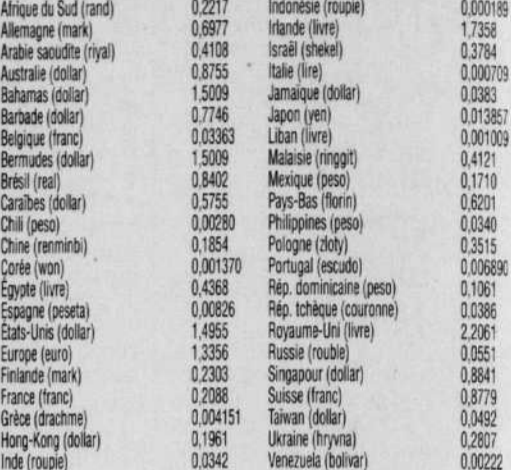 Afrique du Sud (rand) 0,2217
Allemagne (mark) 0,6977
Arabie saoudite (riyal) 0,4108
Australie (dollar) 0,8755
Bahamas (dollar) 1,5009
Barbade (dollar) 0,7746
Belgique (franc) 0,03363
Bermudes (dollar) 1,5009
Brésil (real) 0,8402
Caraïbes (dollar) 0,5755
Chili (peso) 0,00280
Chine (renminbi) 0,1854
Corée (won) 0,001370
Égypte (livre) 0,4368
Espagne (peseta) 0,00826
États-Unis (dollar) 1,4955
Europe (euro) 1,3356
Finlande (mark) 0,2303
France (franc) 0,2088
Grèce (drachme) 0,004151
Hong-Kong (dollar) 0,1961
Inde (roupie) 0,0342
Indonésie (roupie) 0,000189
Irlande (livre) 1,7358
Israël (shekel) 0,3784
Italie (lire) 0,000709
Jamaïque (dollar) 0,0383
Japon (yen) 0,013857
Liban (livre) 0,001009
Malaisie (ringgit) 0,4121
Mexique (peso) 0,1710
Pays-Bas (florin) 0,6201
Philippines (peso) 0,0340
Pologne (zloty) 0,3515
Portugal (escudo) 0,006890
Rép. dominicaine (peso) 0,1061
Rép. tchèque (couronne) 0,0386
Royaume-Uni (livre) 2,2061
Russie (rouble) 0,0551
Singapour (dollar) 0,8841
Suisse (franc) 0,8779
Taiwan (dollar) 0,0492
Ukraine (hryvna) 0,2807
Venezuela (bolivar) 0,00222